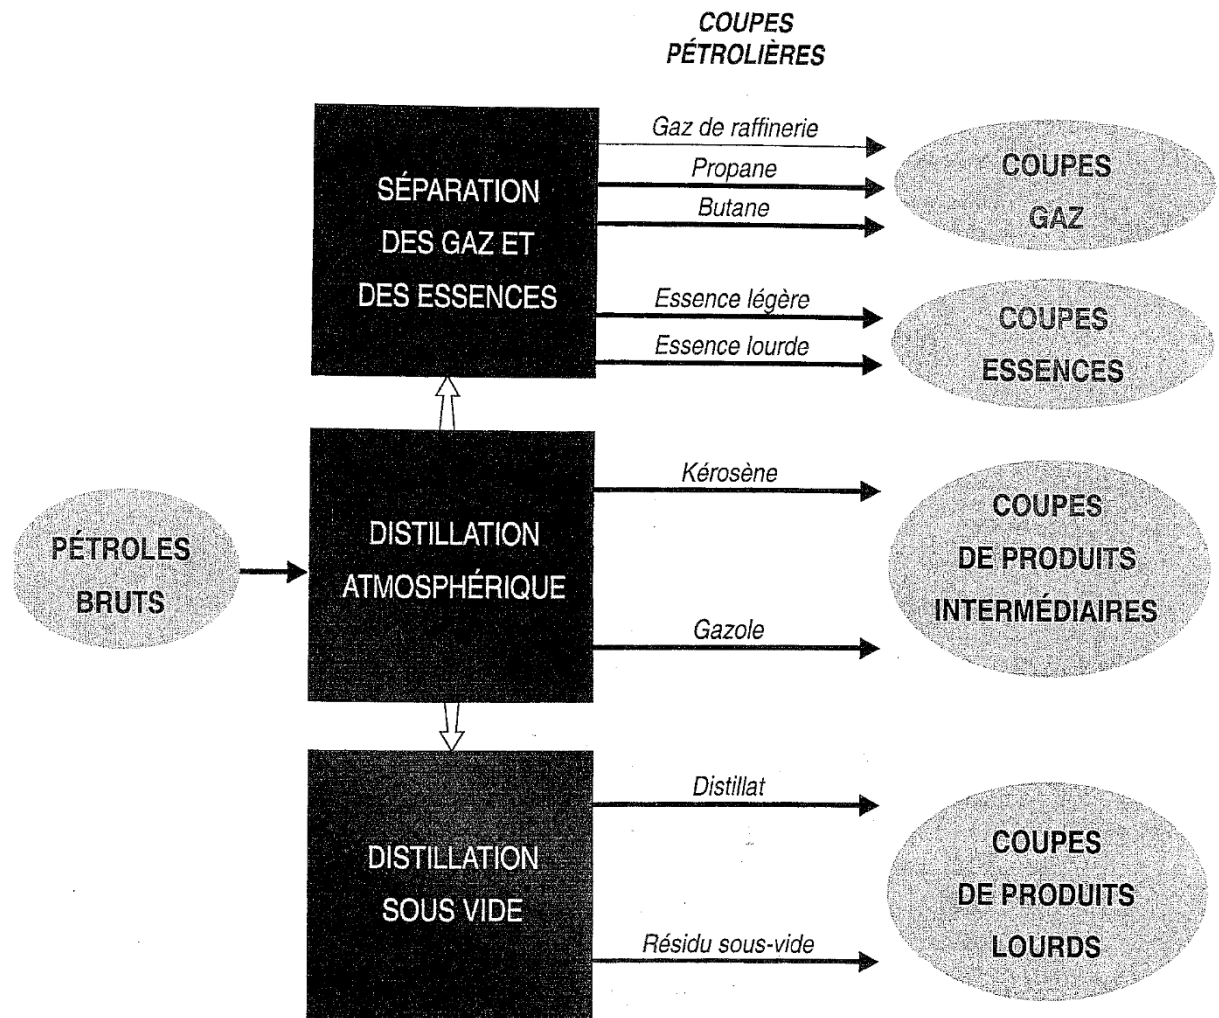 COUPES
PÉTROLIÈRES
Gaz de raffinerie
Propane
Butane
SÉPARATION
DES GAZ ET
DES ESSENCES
COUPES
GAZ
Essence légère
Essence lourde
COUPES
ESSENCES
PÉTROLES
BRUTS
DISTILLATION
ATMOSPHÉRIQUE
Kérosène
Gazole
COUPES
DE PRODUITS
INTERMÉDIAIRES
DISTILLATION
SOUS VIDE
Distillat
Résidu sous-vide
COUPES
DE PRODUITS
LOURDS